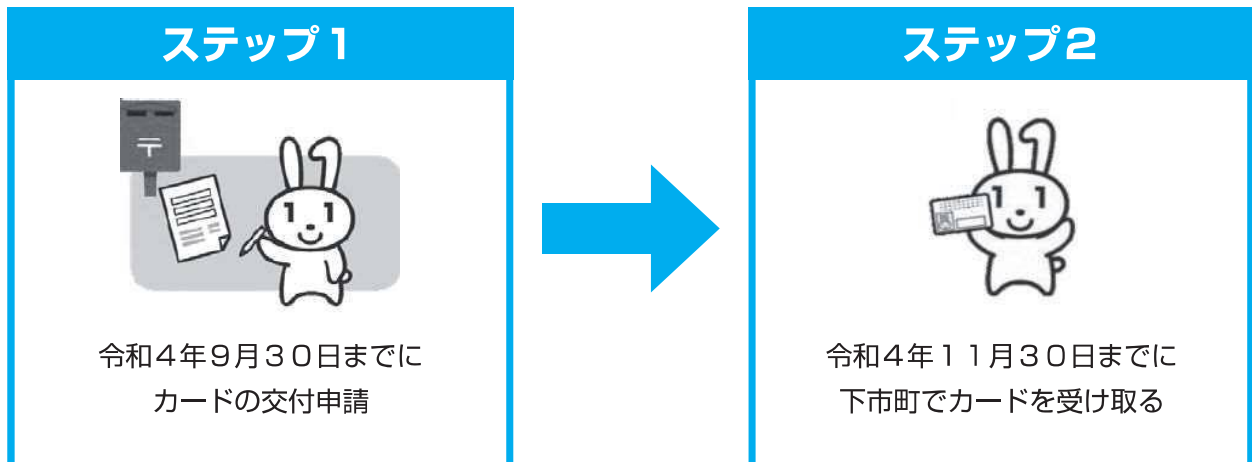 ステップ1
令和4年9月30日までに
カードの交付申請
ステップ2
令和4年11月30日までに
下市町でカードを受け取る